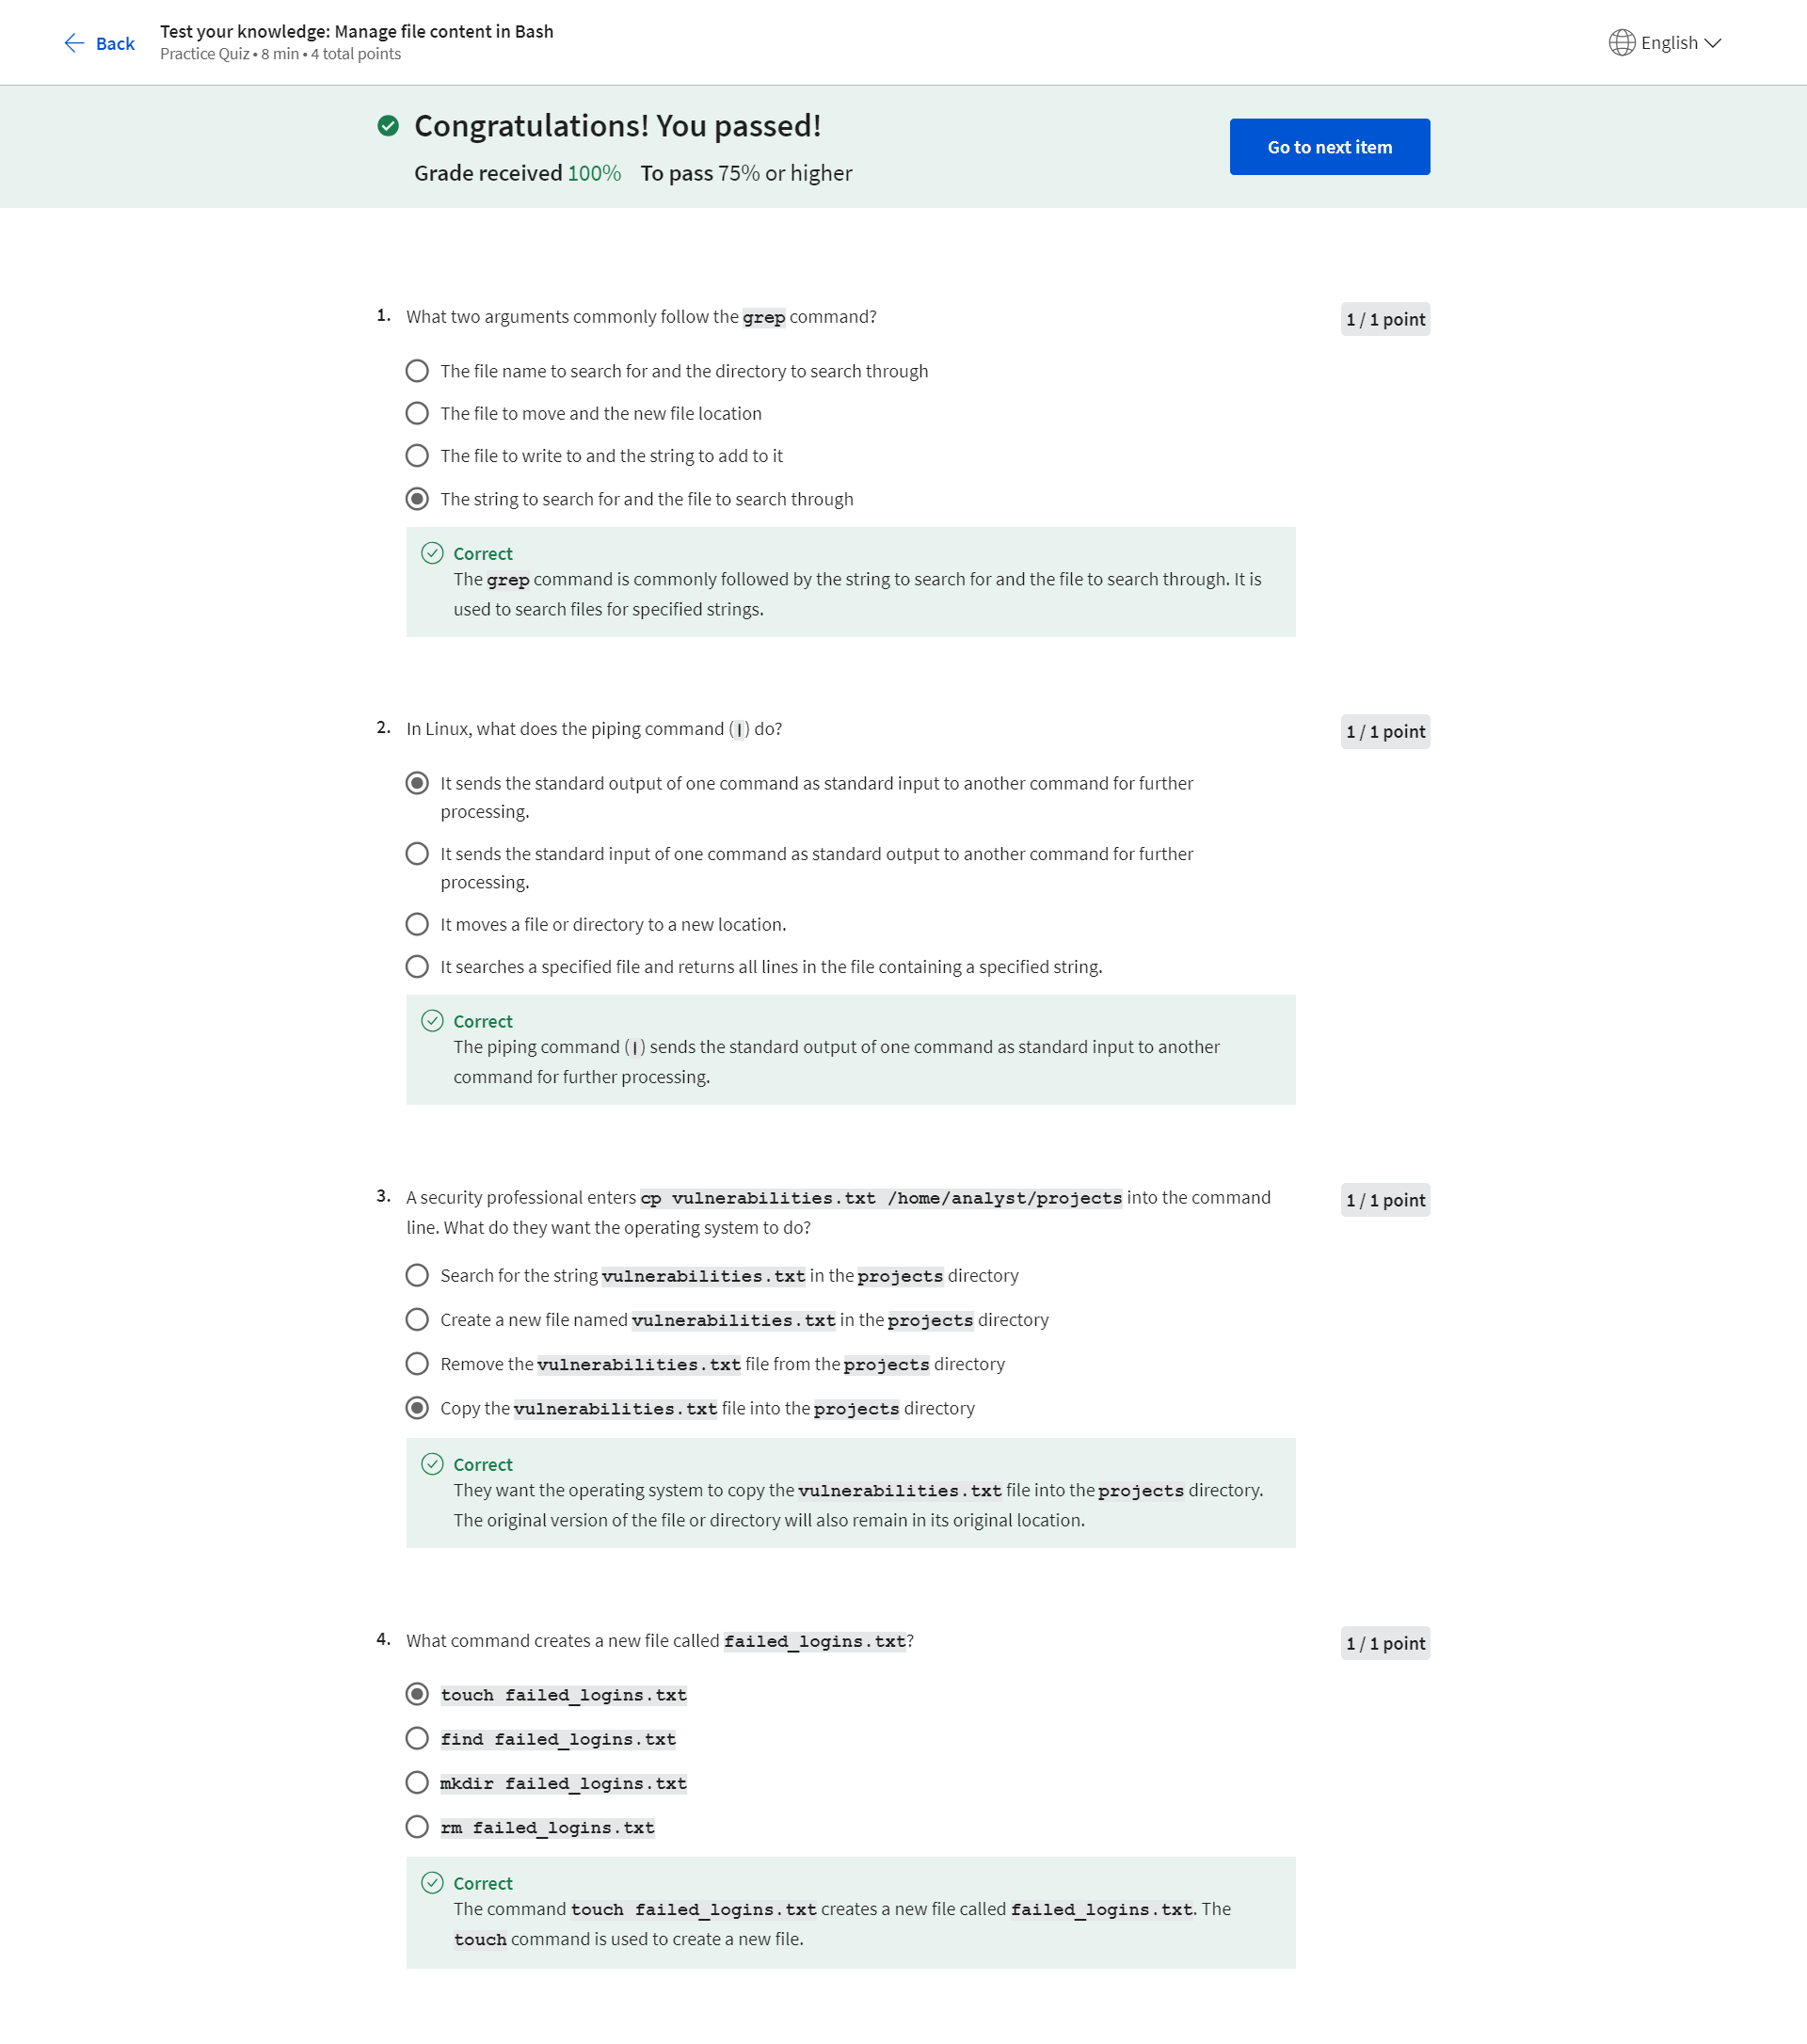 Back
Test your knowledge: Manage file content in Bash
Practice Quiz • 8 min • 4 total points
English
Congratulations! You passed!
Grade received 100% To pass 75% or higher
Go to next item
1. What two arguments commonly follow the grep command?
1 / 1 point
The file name to search for and the directory to search through
The file to move and the new file location
The file to write to and the string to add to it
The string to search for and the file to search through
Correct
The grep command is commonly followed by the string to search for and the file to search through. It is
used to search files for specified strings.
2. In Linux, what does the piping command (|) do?
1 / 1 point
It sends the standard output of one command as standard input to another command for further
processing.
It sends the standard input of one command as standard output to another command for further
processing.
It moves a file or directory to a new location.
It searches a specified file and returns all lines in the file containing a specified string.
Correct
The piping command (|) sends the standard output of one command as standard input to another
command for further processing.
3. A security professional enters cp vulnerabilities.txt /home/analyst/projects into the command
line. What do they want the operating system to do?
1 / 1 point
Search for the string vulnerabilities.txt in the projects directory
Create a new file named vulnerabilities.txt in the projects directory
Remove the vulnerabilities.txt file from the projects directory
Copy the vulnerabilities.txt file into the projects directory
Correct
They want the operating system to copy the vulnerabilities.txt file into the projects directory.
The original version of the file or directory will also remain in its original location.
4. What command creates a new file called failed_logins.txt?
1 / 1 point
touch failed_logins.txt
find failed_logins.txt
mkdir failed_logins.txt
rm failed_logins.txt
Correct
The command touch failed_logins.txt creates a new file called failed_logins.txt. The
touch command is used to create a new file.